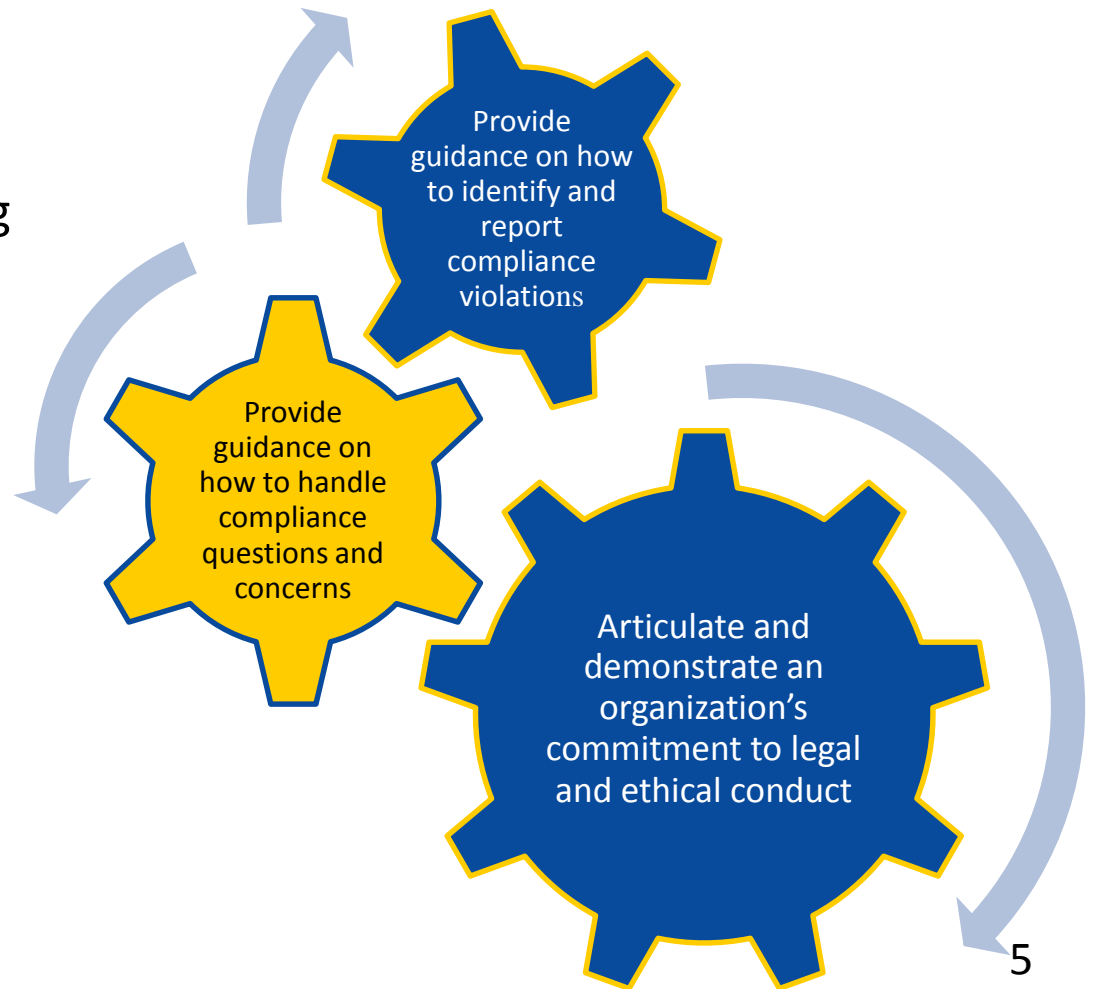 Provide
guidance on how
to identify and
report
compliance
violations
g
Provide
guidance on
how to handle
compliance
questions and
concerns
Articulate and
demonstrate an
organization’s
commitment to legal
and ethical conduct
5